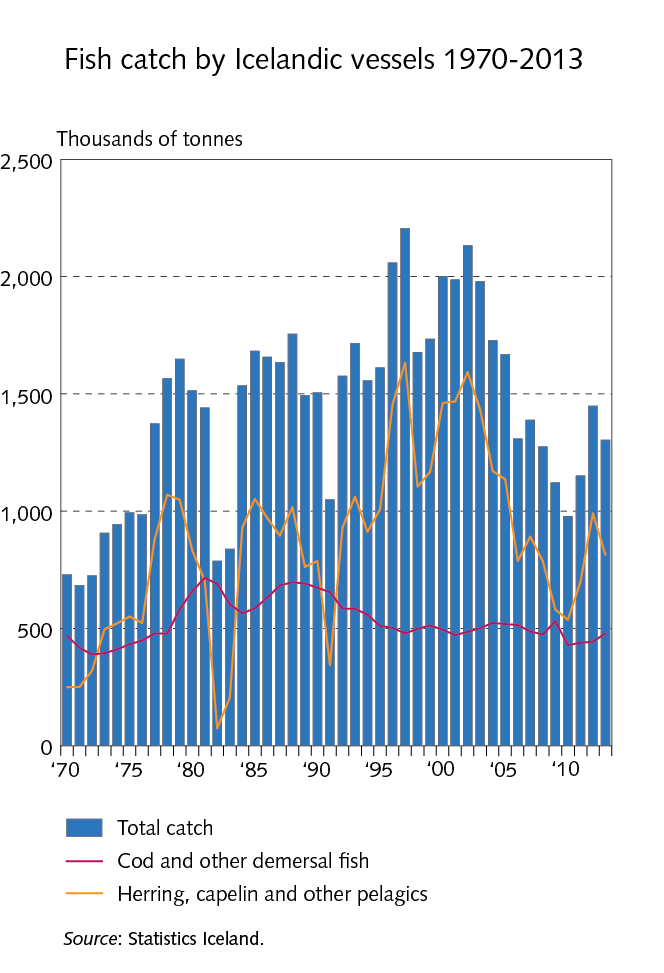 Fish catch by Icelandic vessels 1970-2013
Thousands of tonnes
2,500
2,000
1,500
1,000
500
0
‘70 ‘75 ‘80 ‘85 ‘90 ‘95 ‘00 ‘05 ‘10
Total catch
Cod and other demersal fish
Herring, capelin and other pelagics
Source: Statistics Iceland.